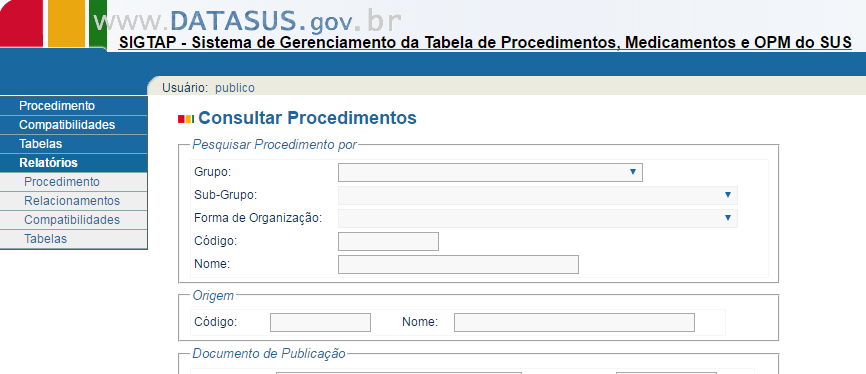 www.DATASUS.gov.br
SIGTAP - Sistema de Gerenciamento da Tabela de Procedimentos, Medicamentos e OPM do SUS
Usuário: publico
Procedimento
Compatibilidades
Tabelas
Relatórios
Procedimento
Relacionamentos
Compatibilidades
Tabelas
Consultar Procedimentos
Pesquisar Procedimento por
Grupo:
Sub-Grupo:
Forma de Organização:
Código:
Nome:
Origem
Código: Nome:
Documento de Publicação